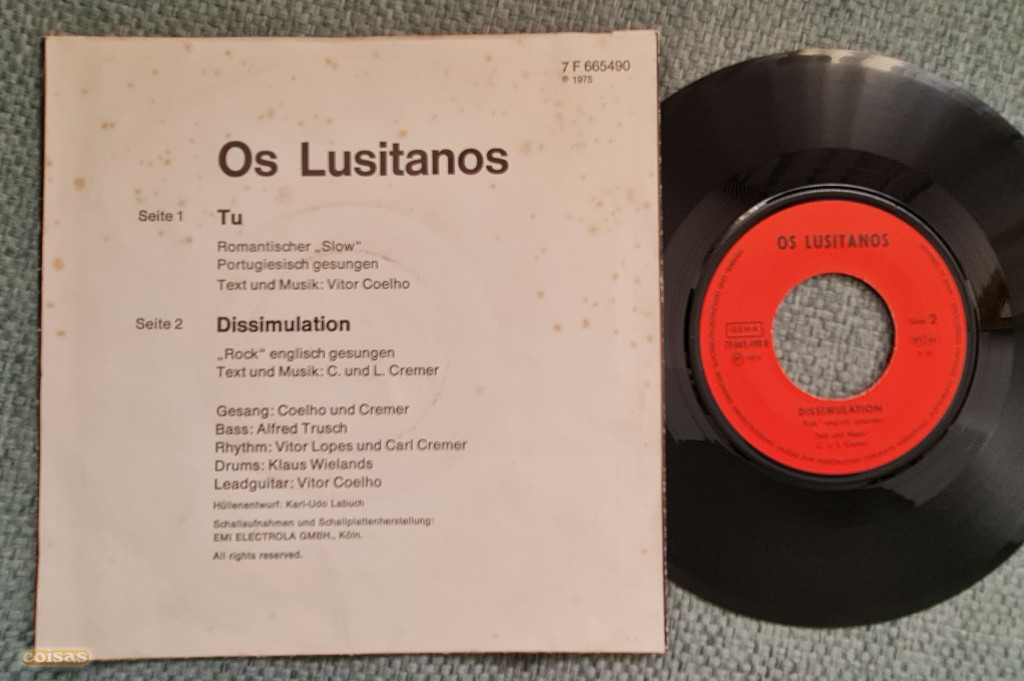 7 F 665490
℗ 1975
Os Lusitanos
Seite 1 Tu
Romantischer „Slow“
Portugiesisch gesungen
Text und Musik: Vitor Coelho
Seite 2 Dissimulation
„Rock“ englisch gesungen
Text und Musik: C. und L. Cremer
Gesang: Coelho und Cremer
Bass: Alfred Trusch
Rhythm: Vitor Lopes und Carl Cremer
Drums: Klaus Wielands
Leadguitar: Vitor Coelho
Hüllenentwurf: Karl-Udo Labuch
Schallaufnahmen und Schallplattenherstellung:
EMI ELECTROLA GMBH., Köln.
All rights reserved.
OS LUSITANOS
GEMA
Seite 2
DISSIMULATION
coisas